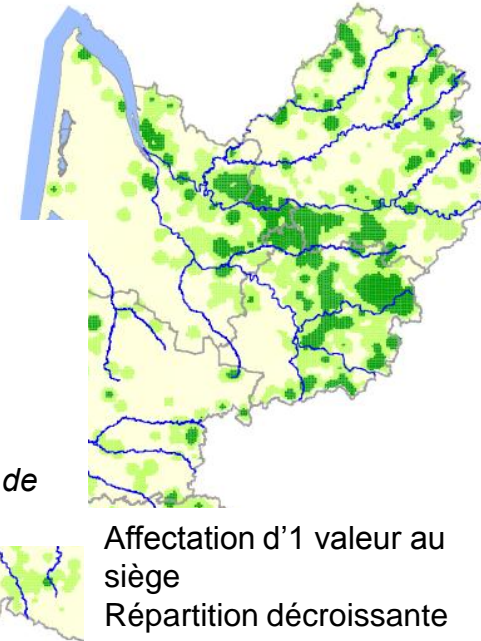 de
Affectation d’1 valeur au
siège
Répartition décroissante